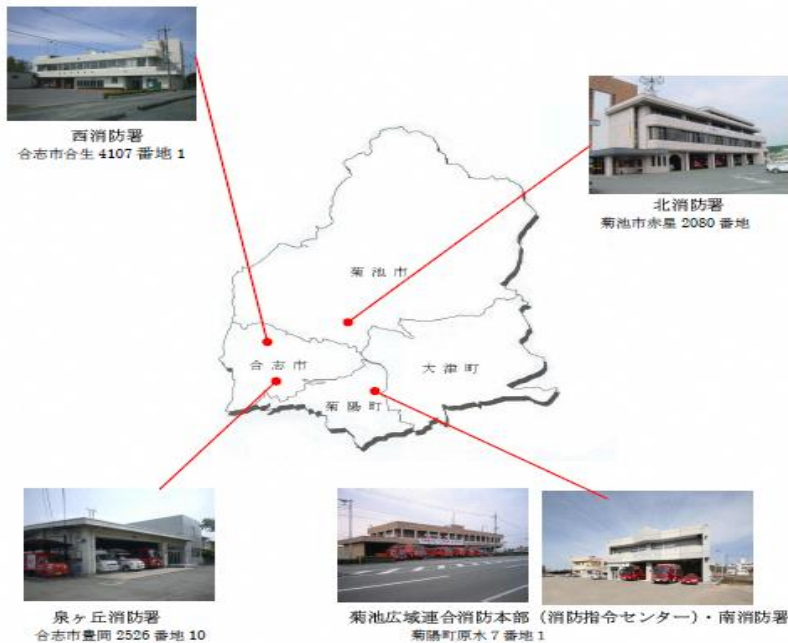 西消防署
合志市合生 4107 番地 1
北消防署
菊池市赤星 2080 番地
菊池市
合志市
大津町
菊陽町
泉ヶ丘消防署
合志市豊岡 2526 番地 10
菊池広域連合消防本部（消防指令センター）・南消防署
菊陽町原水 7 番地 1